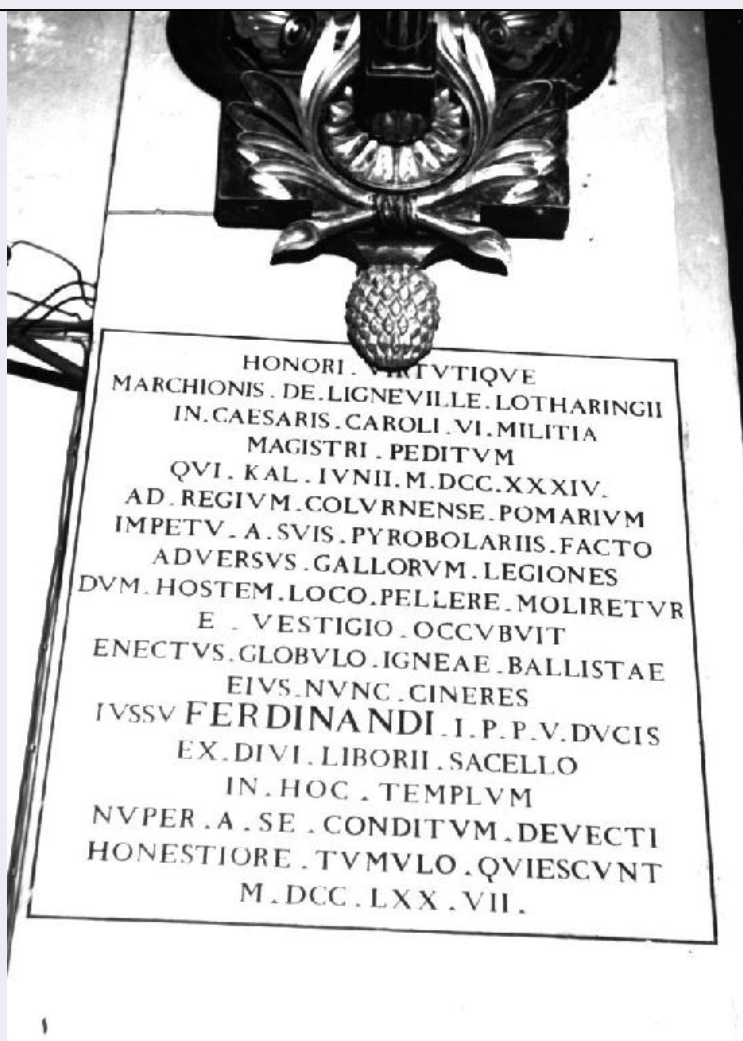 HONORI . VIRTVTIQVE
MARCHIONIS . DE . LIGNEVILLE . LOTHARINGII
IN . CAESARIS . CAROLI . VI . MILITIA
MAGISTRI . PEDITVM
QVI . KAL . IVNII . M . DCC . XXXIV .
AD . REGIVM . COLVRNENSE . POMARIVM
IMPETV . A . SVIS . PYROBOLARIIS . FACTO
ADVERSVS . GALLORVM . LEGIONES
DVM . HOSTEM . LOCO . PELLERE . MOLIRETVR
E . VESTIGIO . OCCVBVIT
ENECTVS . GLOBVLO . IGNEAE . BALLISTAE
EIVS . NVNC . CINERES
IVSSV FERDINANDI . I . P . P . V . DVCIS
EX . DIVI . LIBORII . SACELLO
IN . HOC . TEMPLVM
NVPER . A . SE . CONDITVM . DEVECTI
HONESTIORE . TVMVLO . QVIESCVNT
M . DCC . LXX . VII .